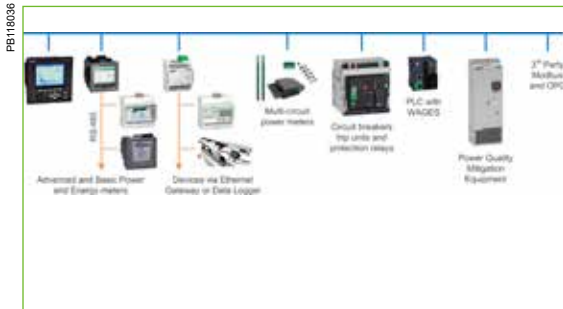 PB118036
RS-485
Advanced and Basic Power
and Energy meters
Devices via Ethernet
Gateway or Data Logger
Multi-circuit
power meters
Circuit breakers
trip units and
protection relays
PLC with
WAGES
Power Quality
Mitigation
Equipment
3rd Party
Modbus
and OPC